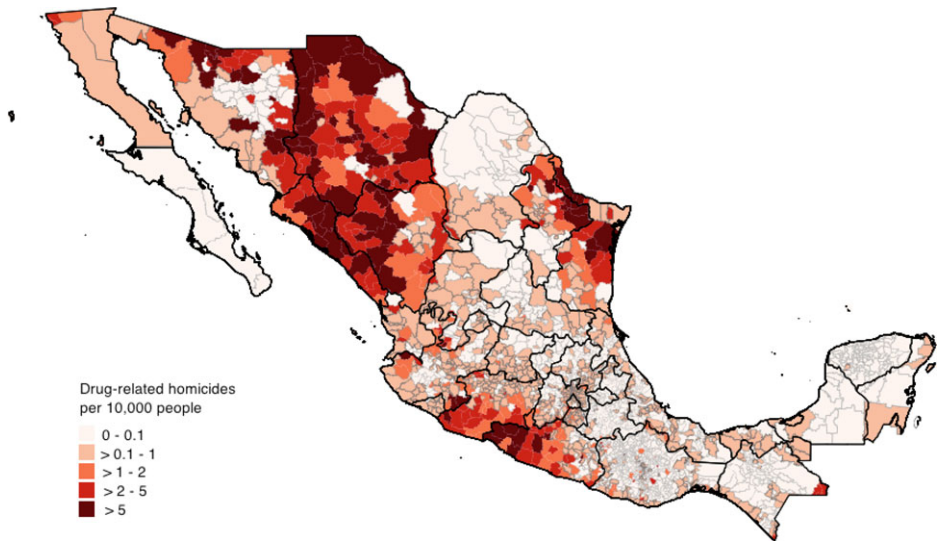 Drug-related homicides
per 10,000 people
0 - 0.1
> 0.1 - 1
> 1 - 2
> 2 - 5
> 5